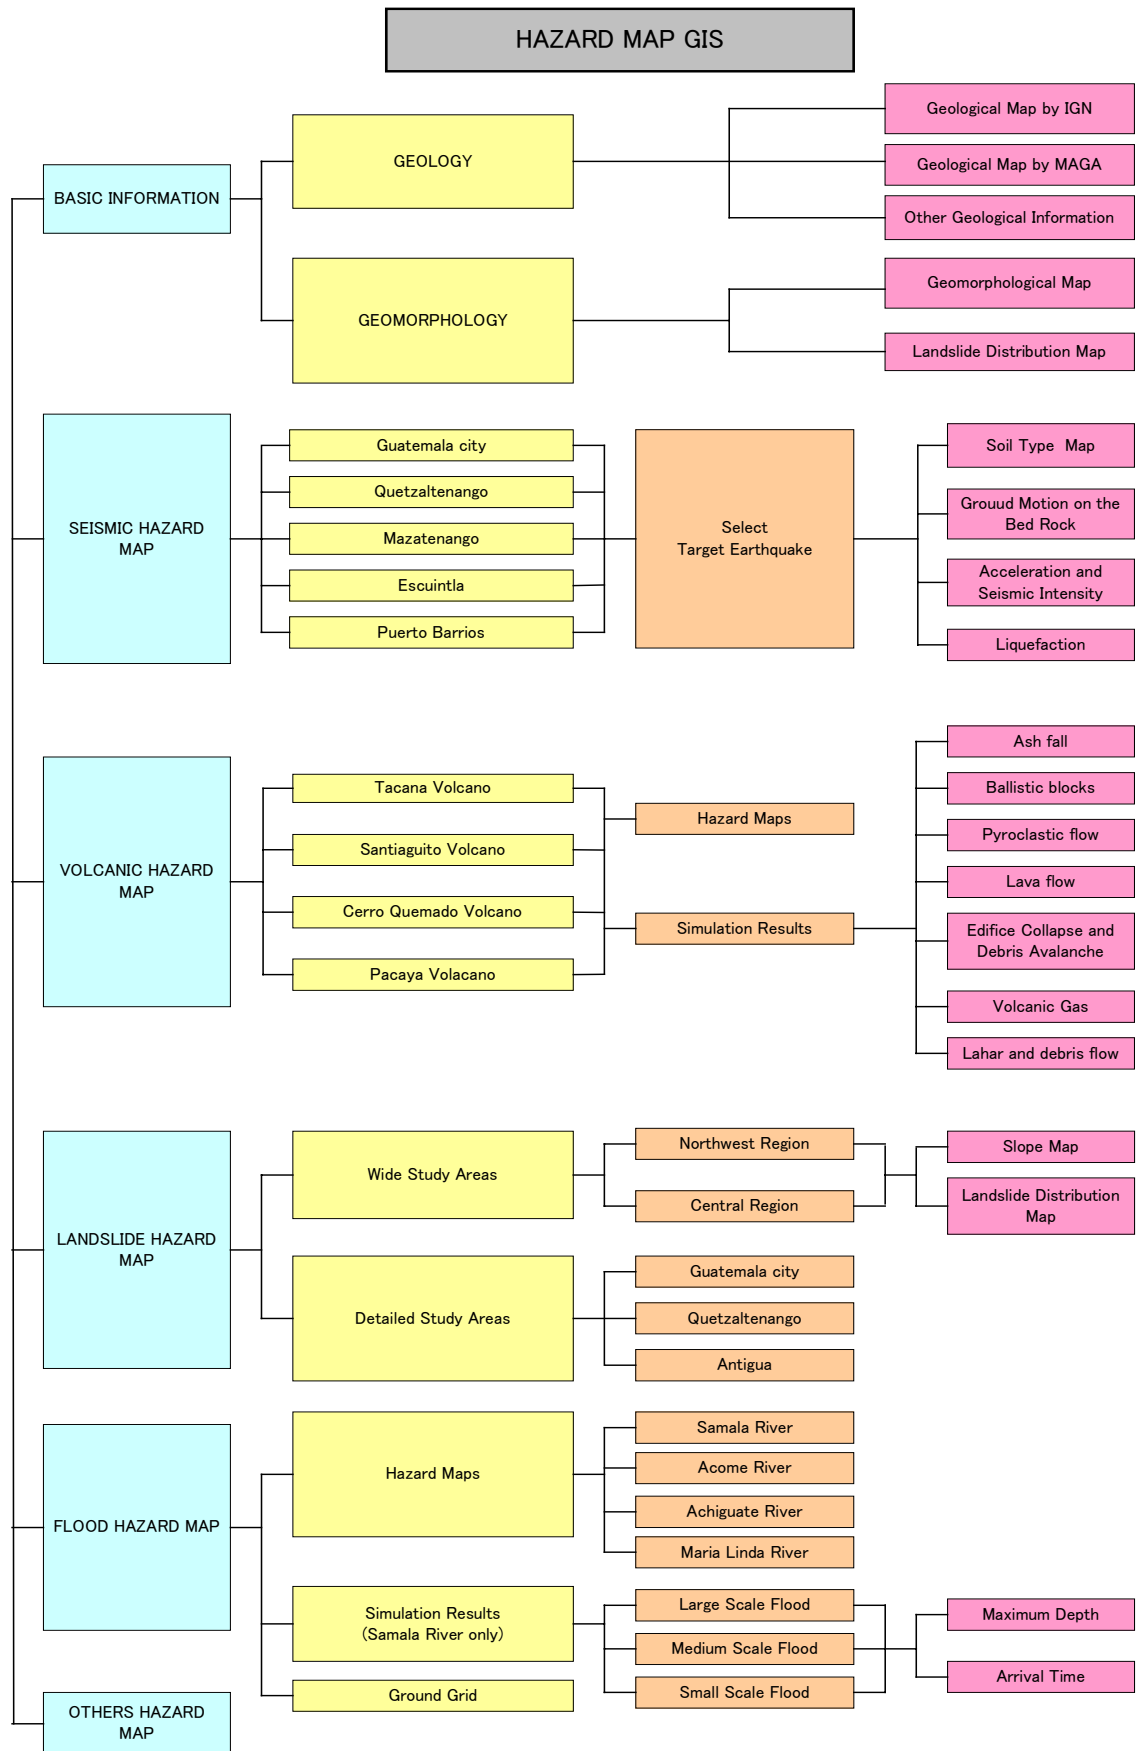 HAZARD MAP GIS
BASIC INFORMATION
GEOLOGY
Geological Map by IGN
Geological Map by MAGA
Other Geological Information
GEOMORPHOLOGY
Geomorphological Map
Landslide Distribution Map
SEISMIC HAZARD
MAP
Guatemala city
Quetzaltenango
Mazatenango
Escuintla
Puerto Barrios
Select
Target Earthquake
Soil Type  Map
Grouud Motion on the
Bed Rock
Acceleration and
Seismic Intensity
Liquefaction
VOLCANIC HAZARD
MAP
Tacana Volcano
Santiaguito Volcano
Cerro Quemado Volcano
Pacaya Volacano
Hazard Maps
Simulation Results
Ash fall
Ballistic blocks
Pyroclastic flow
Lava flow
Edifice Collapse and
Debris Avalanche
Volcanic Gas
Lahar and debris flow
LANDSLIDE HAZARD
MAP
Wide Study Areas
Northwest Region
Central Region
Slope Map
Landslide Distribution
Map
Detailed Study Areas
Guatemala city
Quetzaltenango
Antigua
FLOOD HAZARD MAP
Hazard Maps
Samala River
Acome River
Achiguate River
Maria Linda River
Simulation Results
(Samala River only)
Large Scale Flood
Medium Scale Flood
Small Scale Flood
Maximum Depth
Arrival Time
Ground Grid
OTHERS HAZARD
MAP